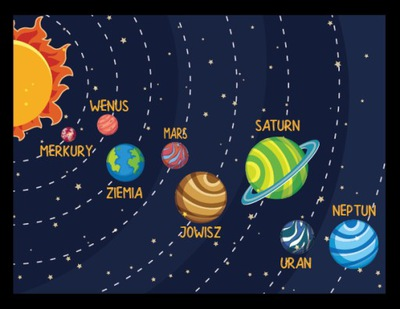 WENUS
MERKURY
MARS
ZIEMIA
SATURN
JOWISZ
NEPTUN
URAN